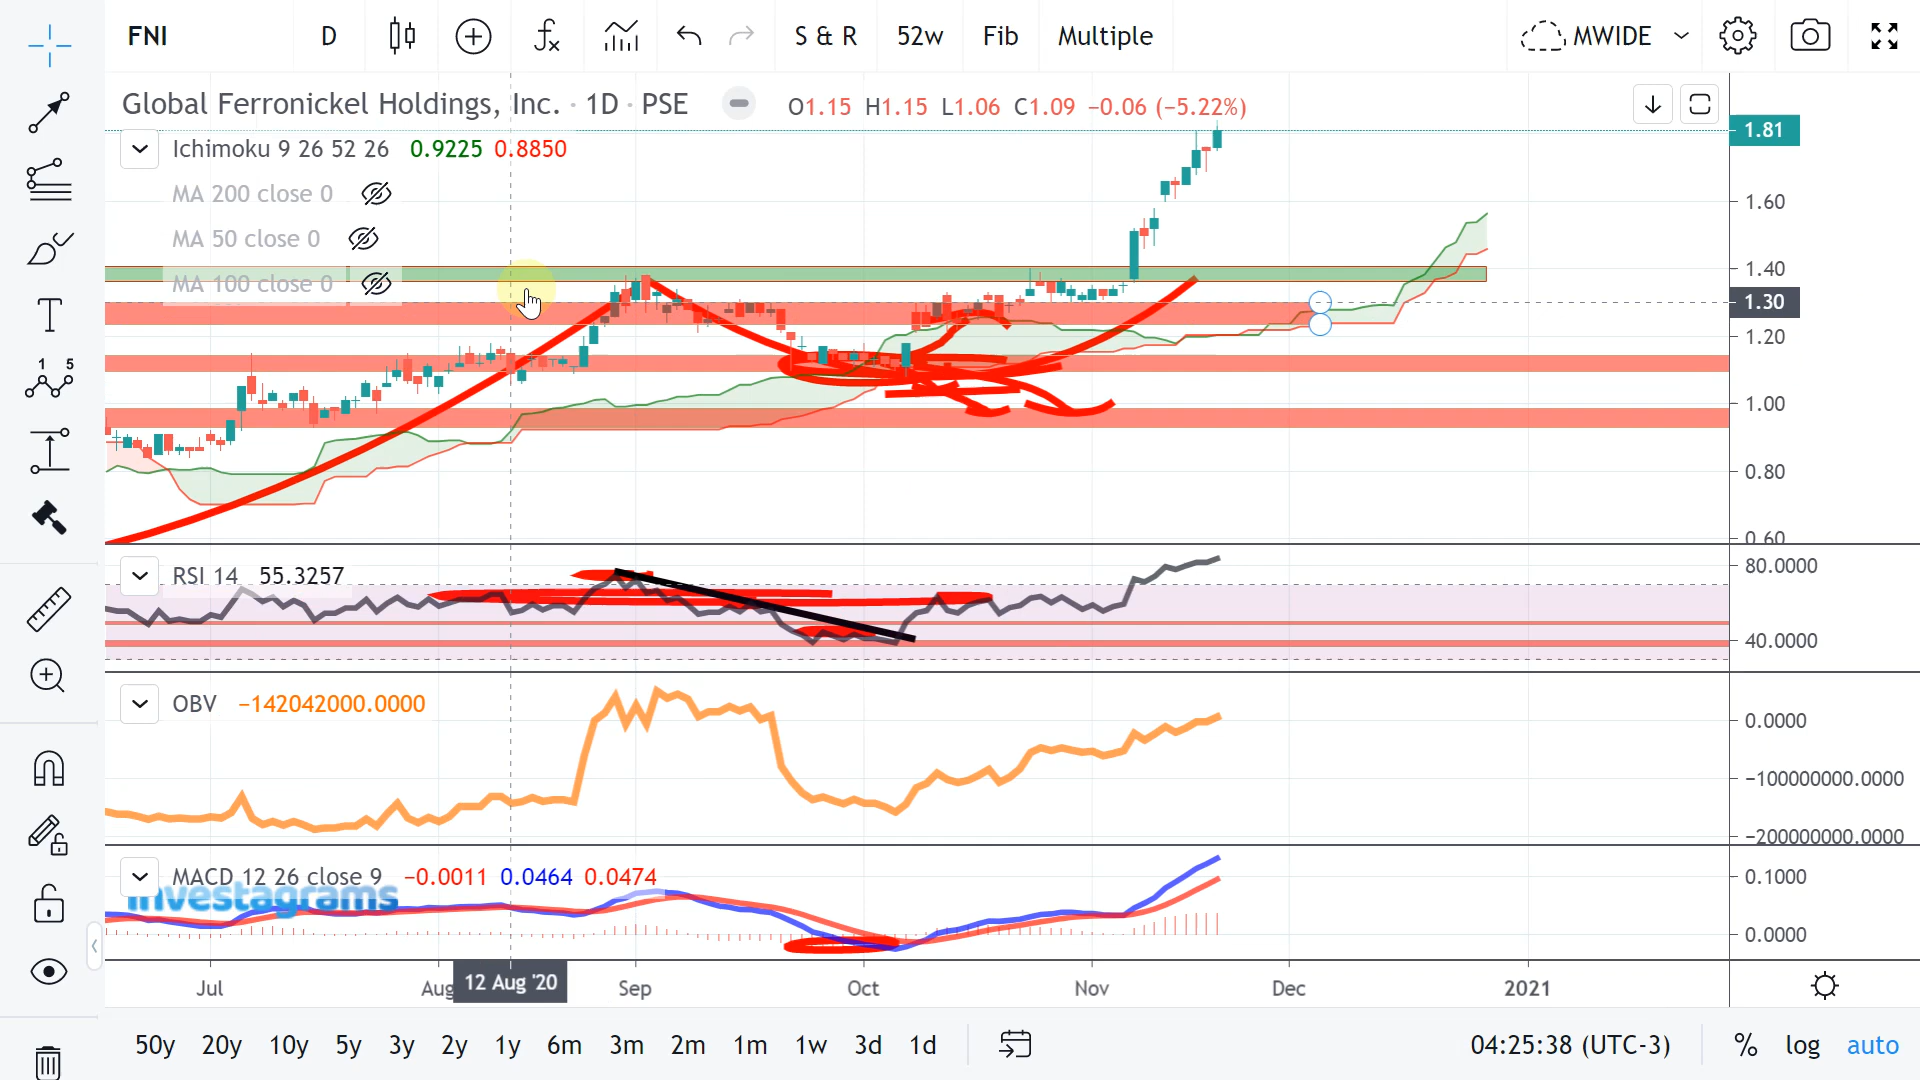 FNI D S & R 52w Fib Multiple MWIDE
Global Ferronickel Holdings, Inc. · 1D · PSE O1.15 H1.15 L1.06 C1.09 −0.06 (−5.22%)
Ichimoku 9 26 52 26 0.9225 0.8850
MA 200 close 0
MA 50 close 0
MA 100 close 0
1.81
1.60
1.40
1.30
1.20
1.00
0.80
0.60
1 5
RSI 14 55.3257
80.0000
40.0000
OBV −142042000.0000
0.0000
−100000000.0000
−200000000.0000
MACD 12 26 close 9 −0.0011 0.0464 0.0474
Investagrams
0.1000
0.0000
Jul Aug 12 Aug '20 Sep Oct Nov Dec 2021
50y 20y 10y 5y 3y 2y 1y 6m 3m 2m 1m 1w 3d 1d 04:25:38 (UTC-3) % log auto